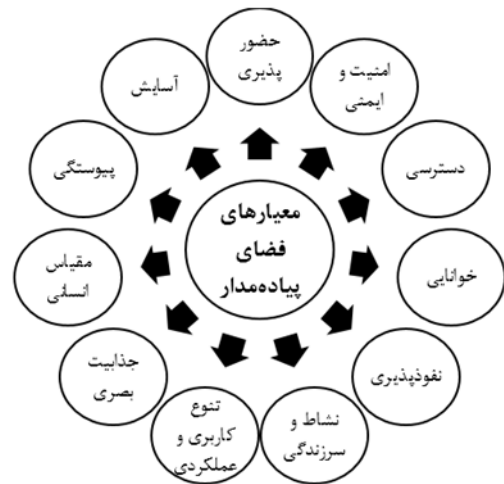 معیارهای
فضای
پیاده‌مدار
حضور
پذیری
امنیت و
ایمنی
دسترسی
خوانایی
نفوذپذیری
نشاط و
سرزندگی
تنوع
کاربری و
عملکردی
جذابیت
بصری
مقیاس
انسانی
پیوستگی
آسایش